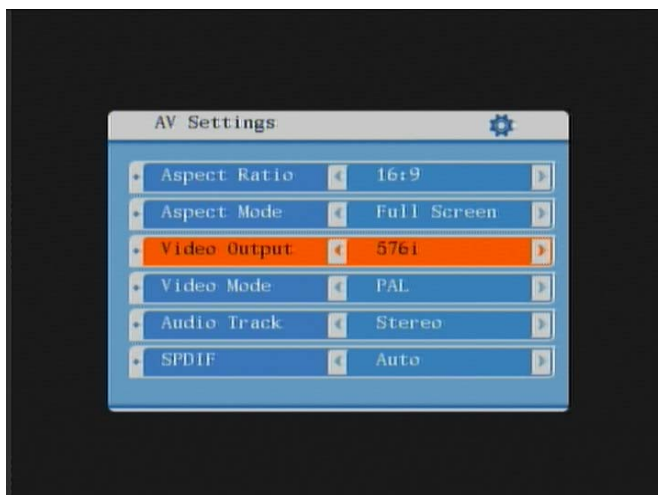 AV Settings
Aspect Ratio 16:9
Aspect Mode Full Screen
Video Output 576i
Video Mode PAL
Audio Track Stereo
SPDIF Auto